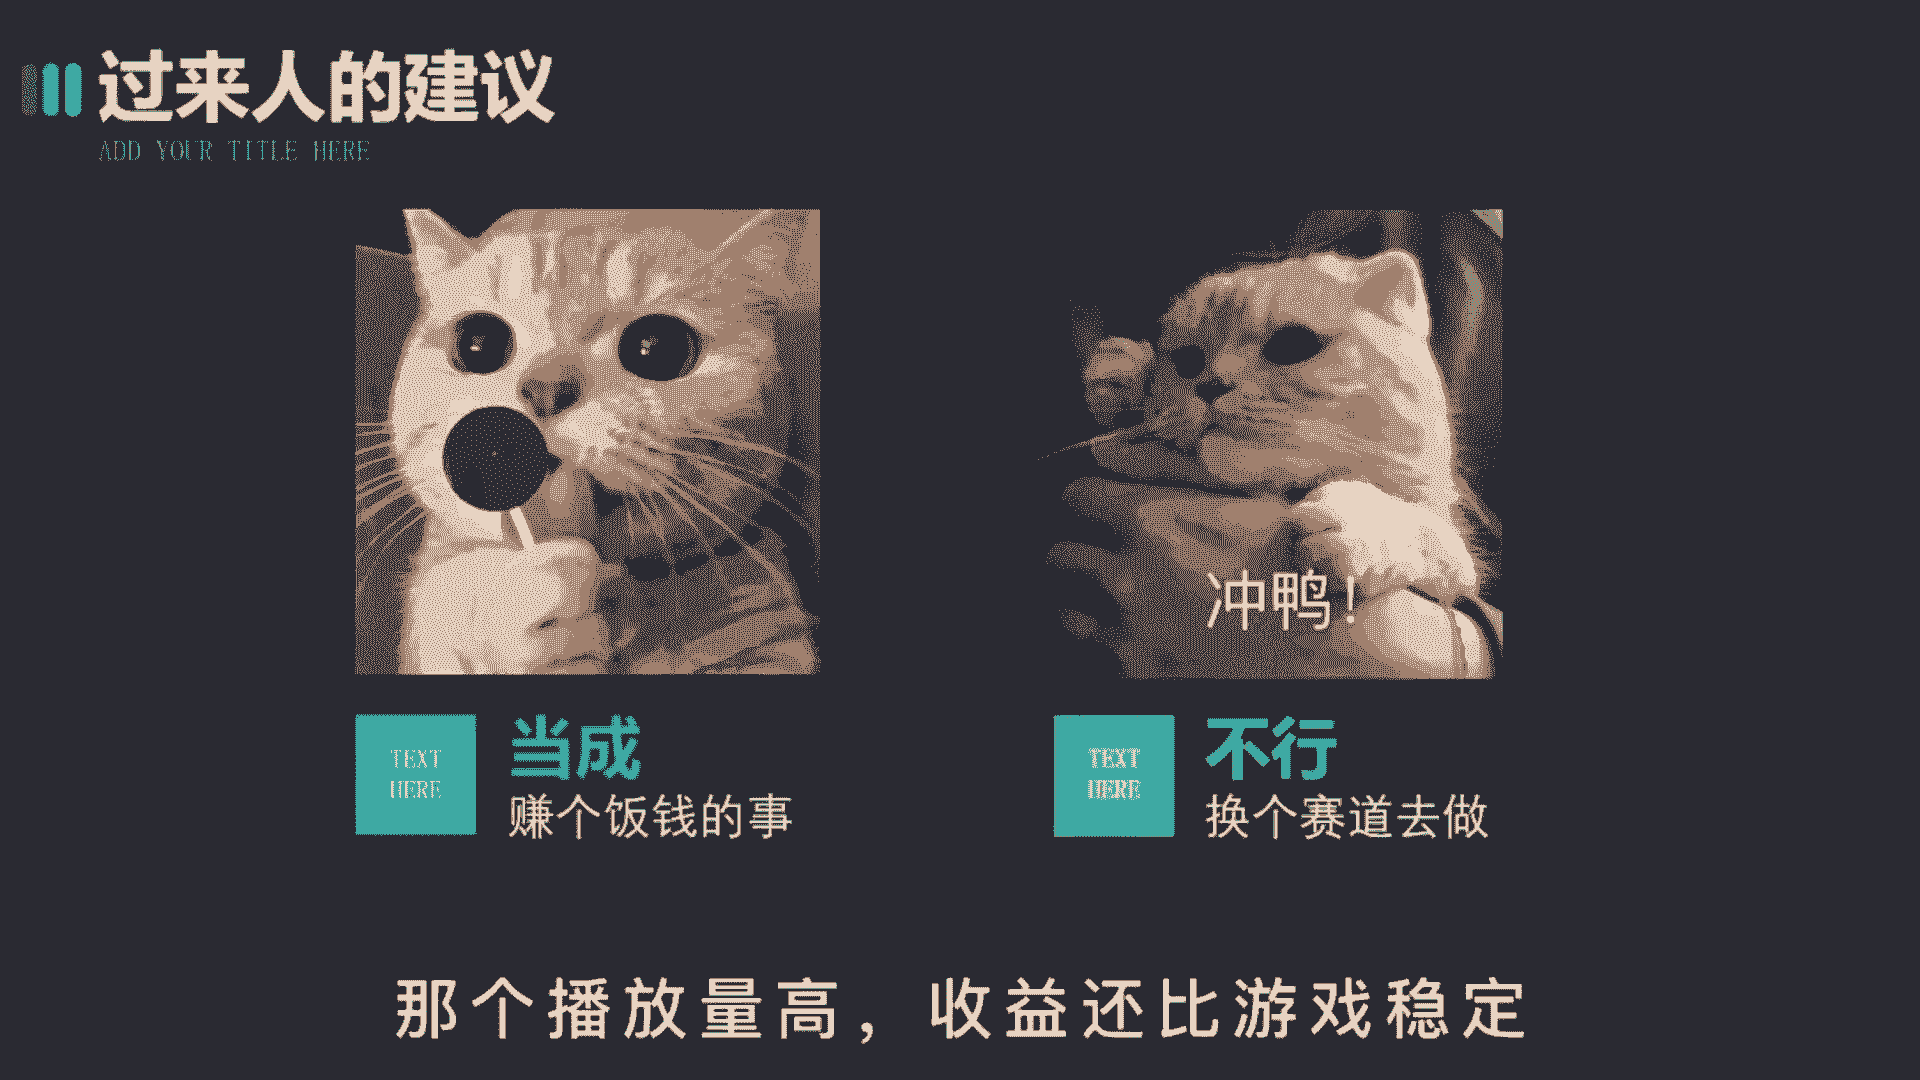 过来人的建议
ADD YOUR TITLE HERE
冲鸭！
TEXT
HERE
当成
赚个饭钱的事
TEXT
HERE
不行
换个赛道去做
那个播放量高，收益还比游戏稳定